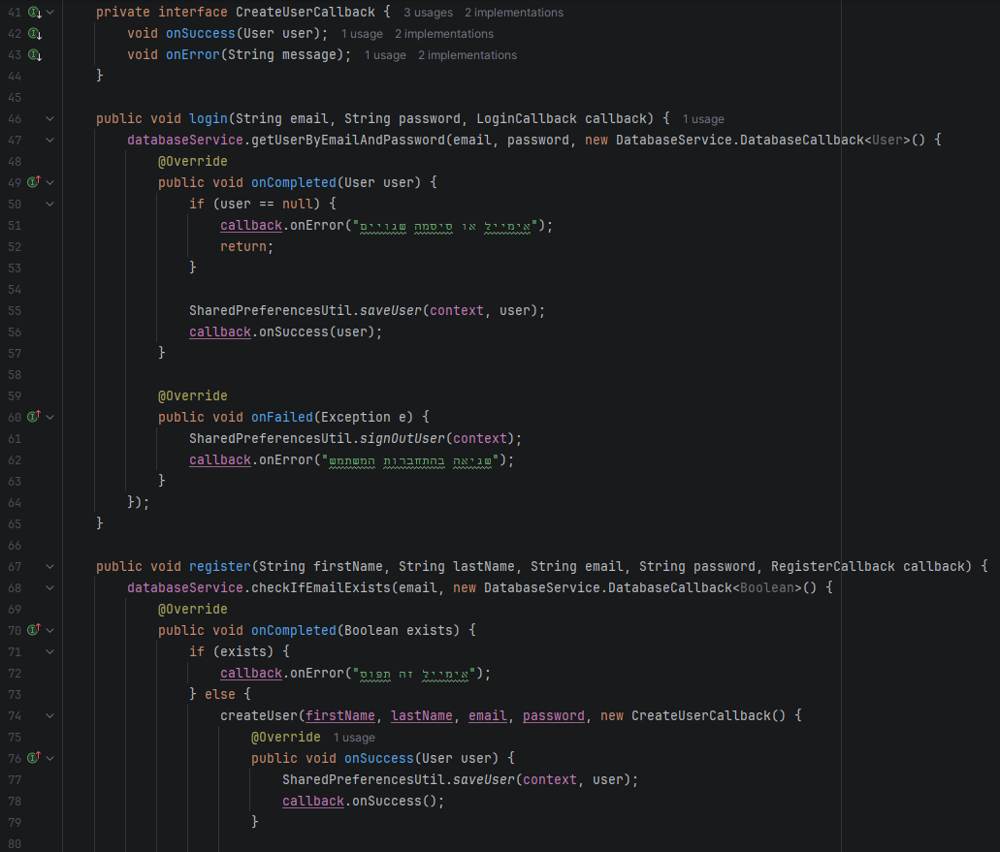 41 private interface CreateUserCallback { 3 usages 2 implementations
42 void onSuccess(User user); 1 usage 2 implementations
43 void onError(String message); 1 usage 2 implementations
44 }
45
46 public void login(String email, String password, LoginCallback callback) { 1 usage
47 databaseService.getUserByEmailAndPassword(email, password, new DatabaseService.DatabaseCallback<User>() {
48 @Override
49 public void onCompleted(User user) {
50 if (user == null) {
51 callback.onError("אימייל או סיסמה שגויים");
52 return;
53 }
54
55 SharedPreferencesUtil.saveUser(context, user);
56 callback.onSuccess(user);
57 }
58
59 @Override
60 public void onFailed(Exception e) {
61 SharedPreferencesUtil.signOutUser(context);
62 callback.onError("שגיאה בהתחברות המשתמש");
63 }
64 });
65 }
66
67 public void register(String firstName, String lastName, String email, String password, RegisterCallback callback) {
68 databaseService.checkIfEmailExists(email, new DatabaseService.DatabaseCallback<Boolean>() {
69 @Override
70 public void onCompleted(Boolean exists) {
71 if (exists) {
72 callback.onError("אימייל זה תפוס");
73 } else {
74 createUser(firstName, lastName, email, password, new CreateUserCallback() {
75 @Override 1 usage
76 public void onSuccess(User user) {
77 SharedPreferencesUtil.saveUser(context, user);
78 callback.onSuccess();
79 }
80